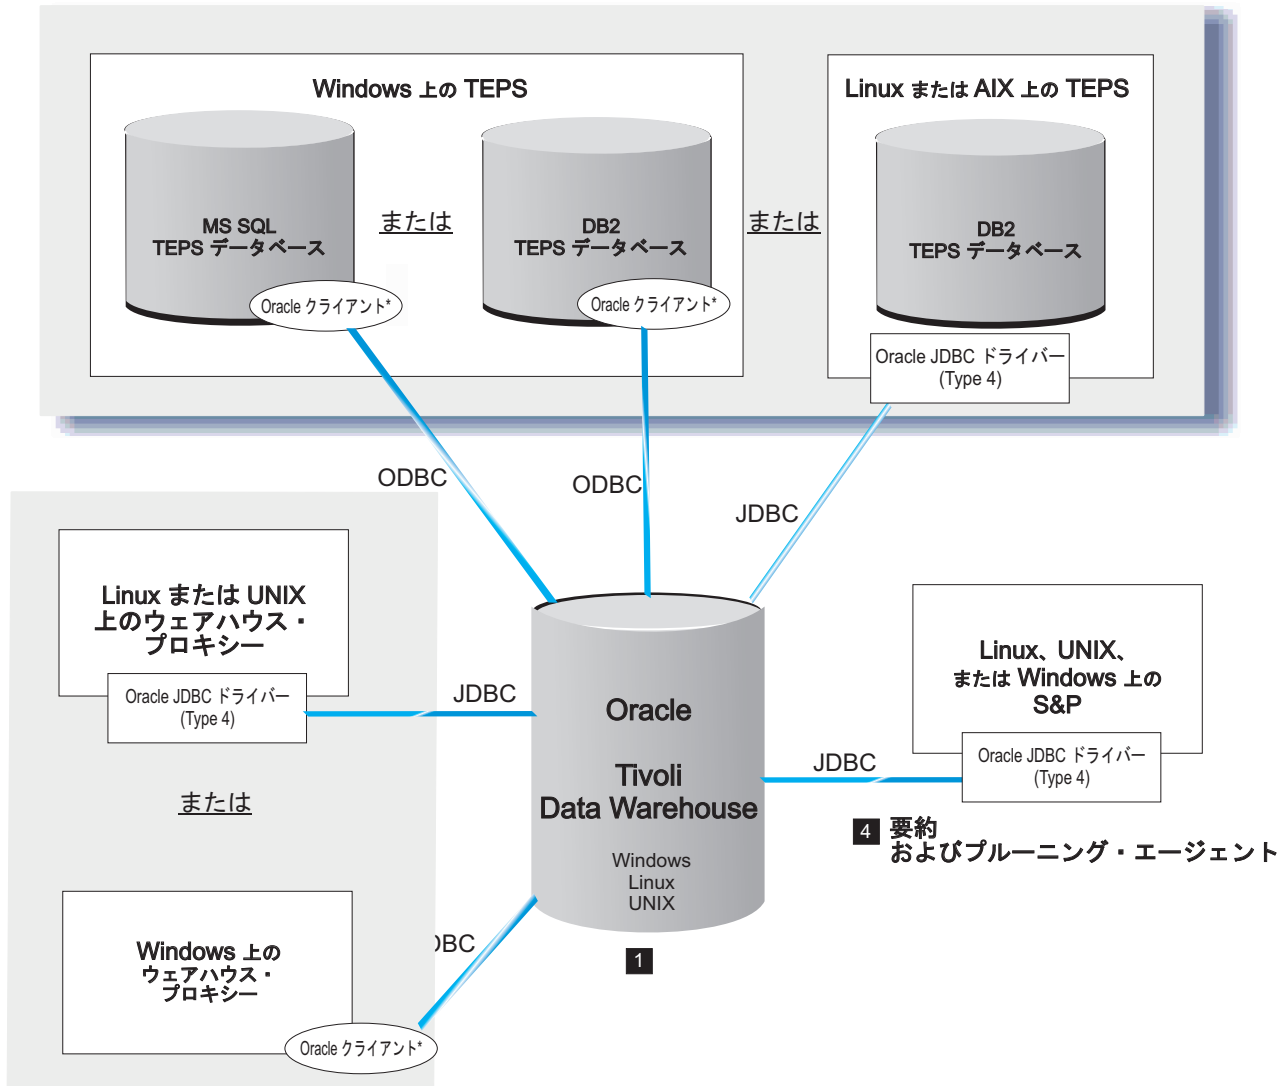 Windows 上の TEPS
Linux または AIX 上の TEPS
MS SQL
TEPS データベース
または
DB2
TEPS データベース
または
DB2
TEPS データベース
Oracle クライアント*
Oracle クライアント*
Oracle JDBC ドライバー
(Type 4)
ODBC
ODBC
JDBC
Linux または UNIX
上のウェアハウス・
プロキシー
Oracle JDBC ドライバー
(Type 4)
JDBC
または
Windows 上の
ウェアハウス・
プロキシー
Oracle クライアント*
DBC
Oracle
Tivoli
Data Warehouse
Windows
Linux
UNIX
1
Linux、UNIX、
または Windows 上の
S&P
Oracle JDBC ドライバー
(Type 4)
JDBC
4 要約
およびプルーニング・エージェント